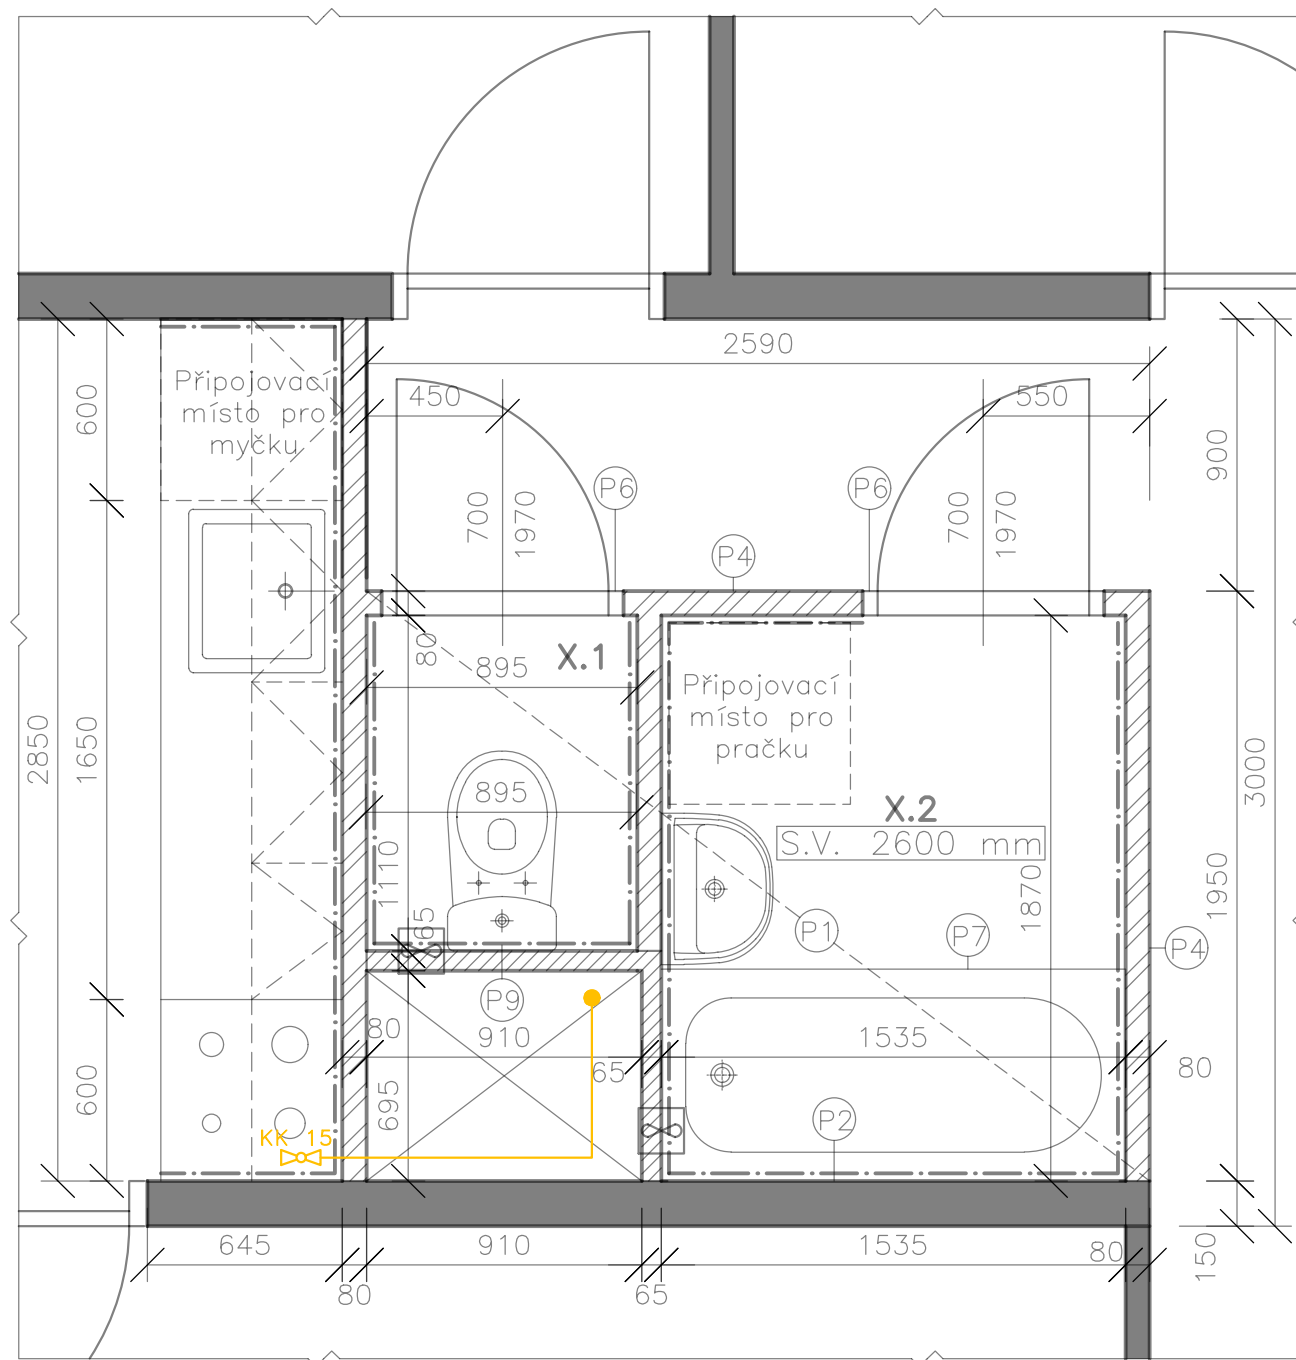 2590
450
550
Připojovací
místo pro
myčku
600
900
P6
P6
700
1970
700
1970
P4
80
895
X.1
Připojovací
místo pro
pračku
2850
1650
3000
895
X.2
S.V. 2600 mm
1110
65
1870
1950
P1
P7
P4
P9
80
910
65
1535
80
600
695
P2
KK 15
645
910
1535
80
150
80
65